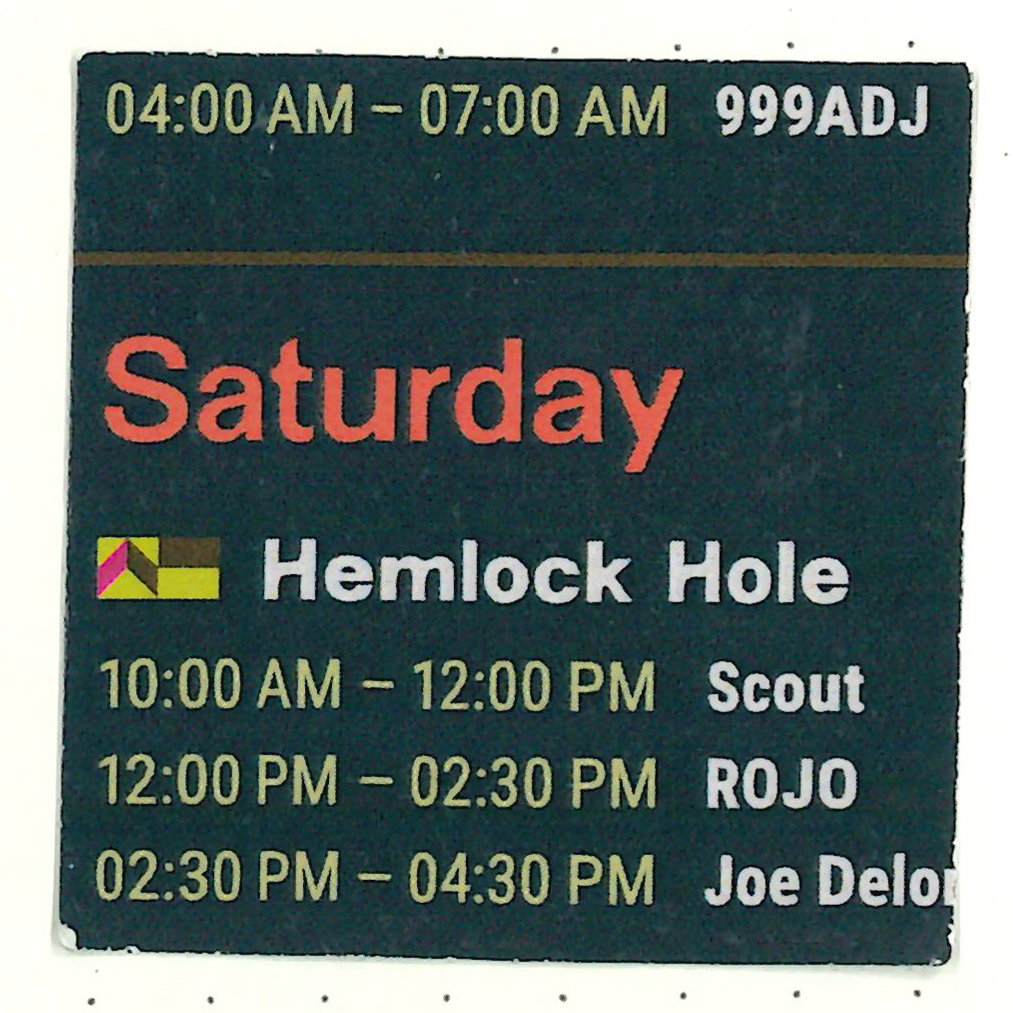 04:00 AM – 07:00 AM 999ADJ
Saturday
Hemlock Hole
10:00 AM – 12:00 PM Scout
12:00 PM – 02:30 PM ROJO
02:30 PM – 04:30 PM Joe